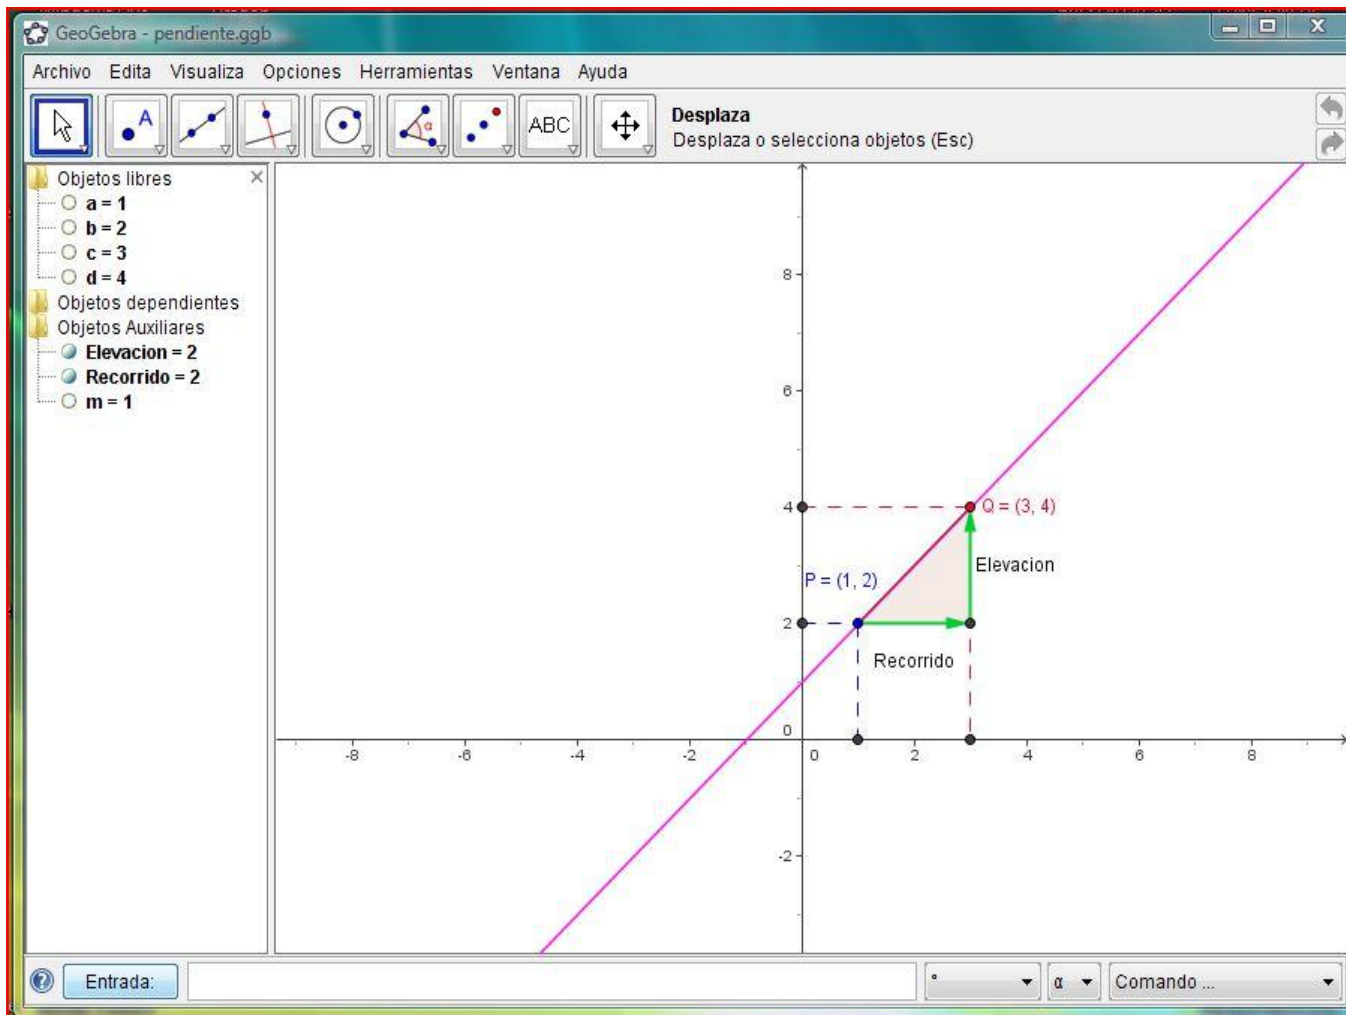 GeoGebra - pendiente.ggb
Archivo Edita Visualiza Opciones Herramientas Ventana Ayuda
A
α
ABC
Desplaza
Desplaza o selecciona objetos (Esc)
Objetos libres
a = 1
b = 2
c = 3
d = 4
Objetos dependientes
Objetos Auxiliares
Elevacion = 2
Recorrido = 2
m = 1
8
6
4
Q = (3, 4)
Elevacion
P = (1, 2)
2
Recorrido
0
-8 -6 -4 -2 0 2 4 6 8
-2
Entrada:
° α Comando ...